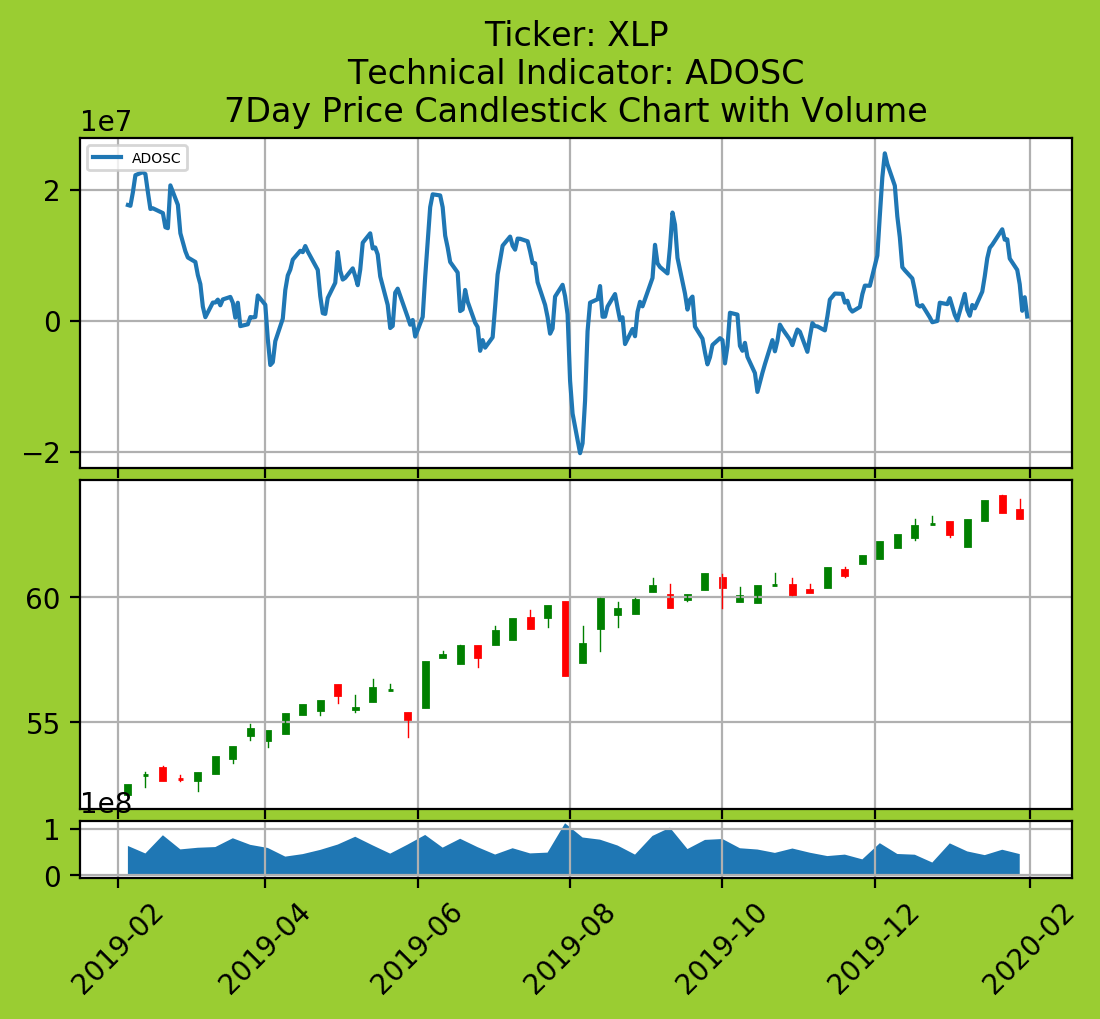 Ticker: XLP
Technical Indicator: ADOSC
7Day Price Candlestick Chart with Volume
1e7
ADOSC
2
0
−2
60
55
1e8
1
0
2019-02
2019-04
2019-06
2019-08
2019-10
2019-12
2020-02